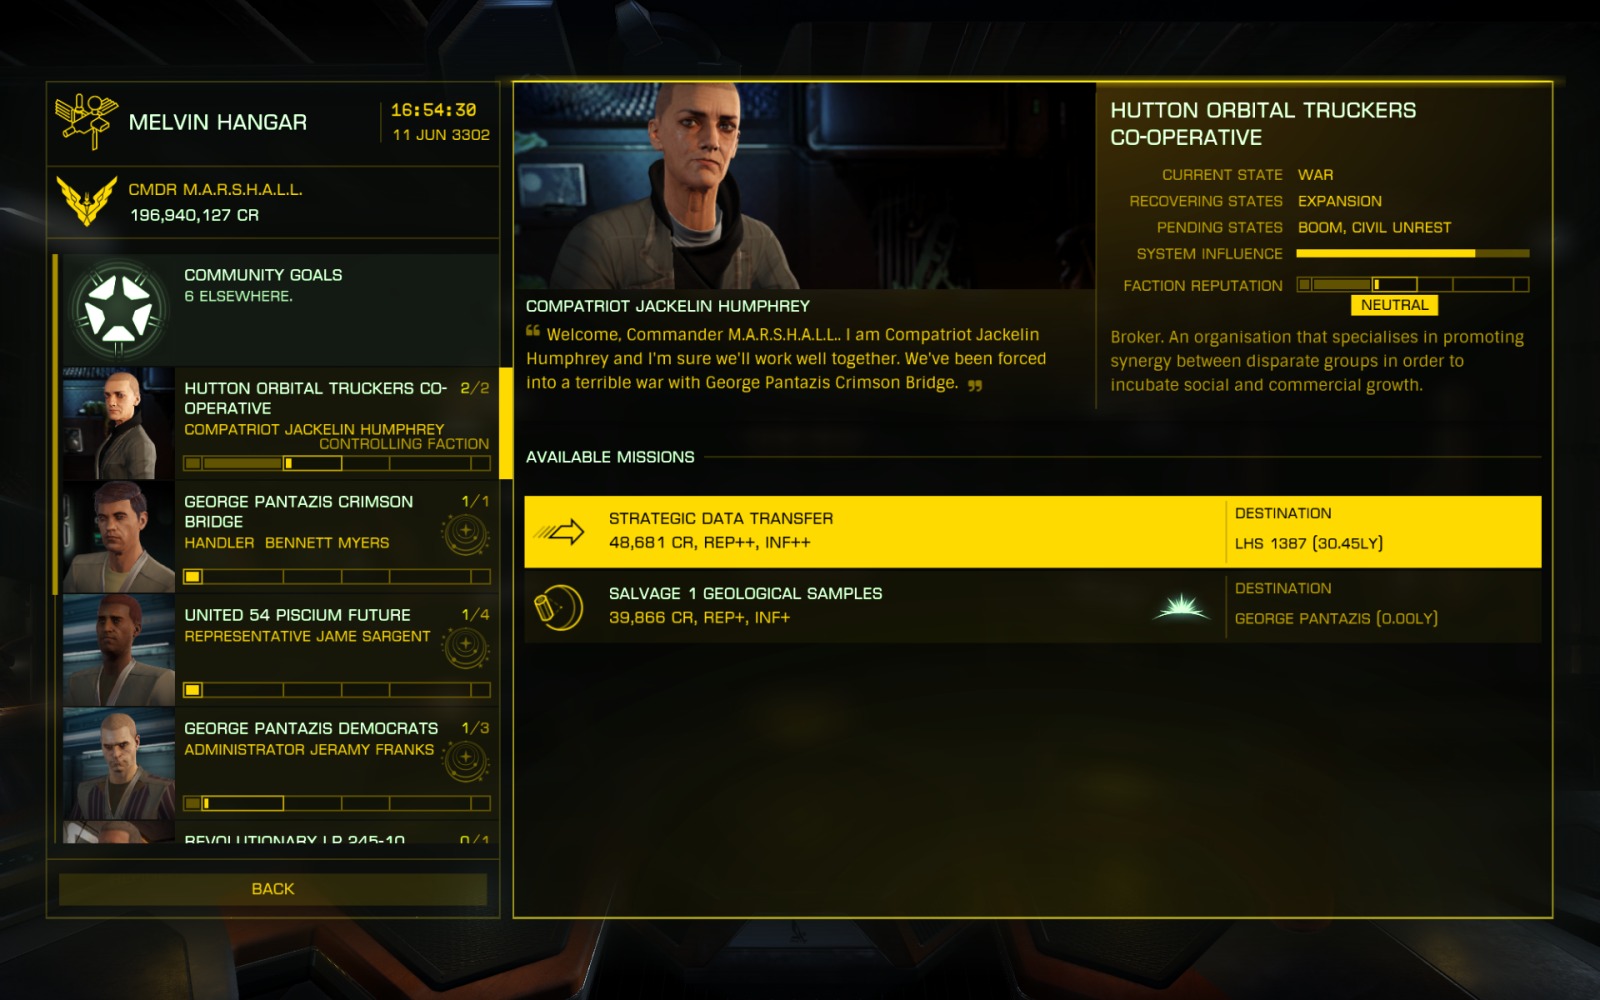 MELVIN HANGAR
16:54:30
11 JUN 3302
CMDR M.A.R.S.H.A.L.L.
196,940,127 CR
COMMUNITY GOALS
6 ELSEWHERE.
HUTTON ORBITAL TRUCKERS CO- 2/2
OPERATIVE
COMPATRIOT JACKELIN HUMPHREY
CONTROLLING FACTION
GEORGE PANTAZIS CRIMSON 1/1
BRIDGE
HANDLER BENNETT MYERS
UNITED 54 PISCIUM FUTURE 1/4
REPRESENTATIVE JAME SARGENT
GEORGE PANTAZIS DEMOCRATS 1/3
ADMINISTRATOR JERAMY FRANKS
REVOLUTIONARY LP 245-10 0/1
BACK
COMPATRIOT JACKELIN HUMPHREY
“ Welcome, Commander M.A.R.S.H.A.L.L.. I am Compatriot Jackelin
Humphrey and I'm sure we'll work well together. We've been forced
into a terrible war with George Pantazis Crimson Bridge. ”
HUTTON ORBITAL TRUCKERS
CO-OPERATIVE
CURRENT STATE WAR
RECOVERING STATES EXPANSION
PENDING STATES BOOM, CIVIL UNREST
SYSTEM INFLUENCE
FACTION REPUTATION
NEUTRAL
Broker. An organisation that specialises in promoting
synergy between disparate groups in order to
incubate social and commercial growth.
AVAILABLE MISSIONS
STRATEGIC DATA TRANSFER
48,681 CR, REP++, INF++
DESTINATION
LHS 1387 (30.45LY)
SALVAGE 1 GEOLOGICAL SAMPLES
39,866 CR, REP+, INF+
DESTINATION
GEORGE PANTAZIS (0.00LY)